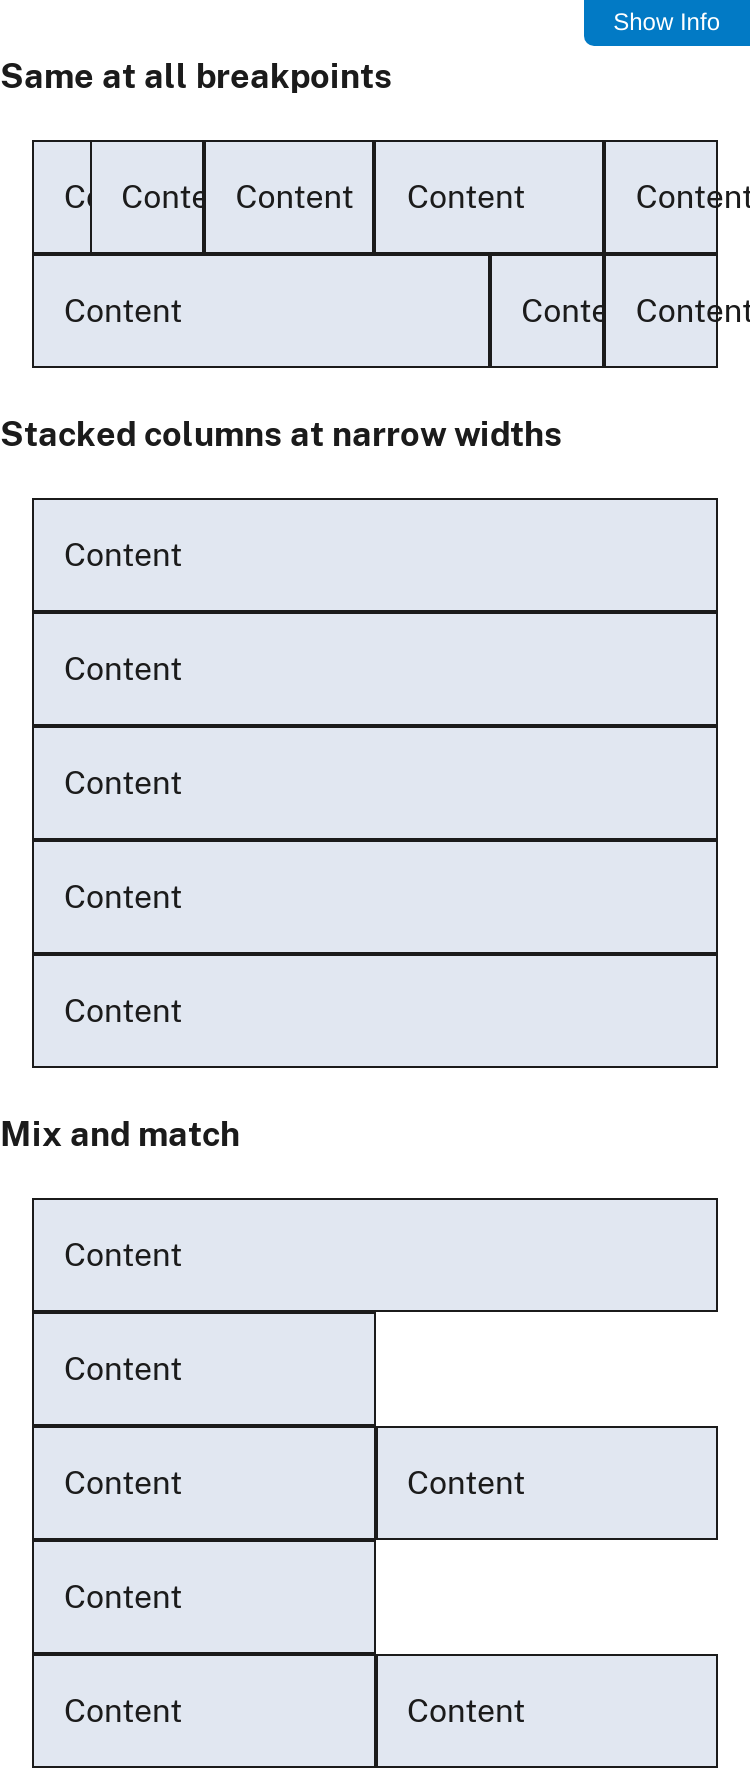 Show Info
Same at all breakpoints
Co Conte Content Content Content
Content Conte Content
Stacked columns at narrow widths
Content
Content
Content
Content
Content
Mix and match
Content
Content
Content Content
Content
Content Content